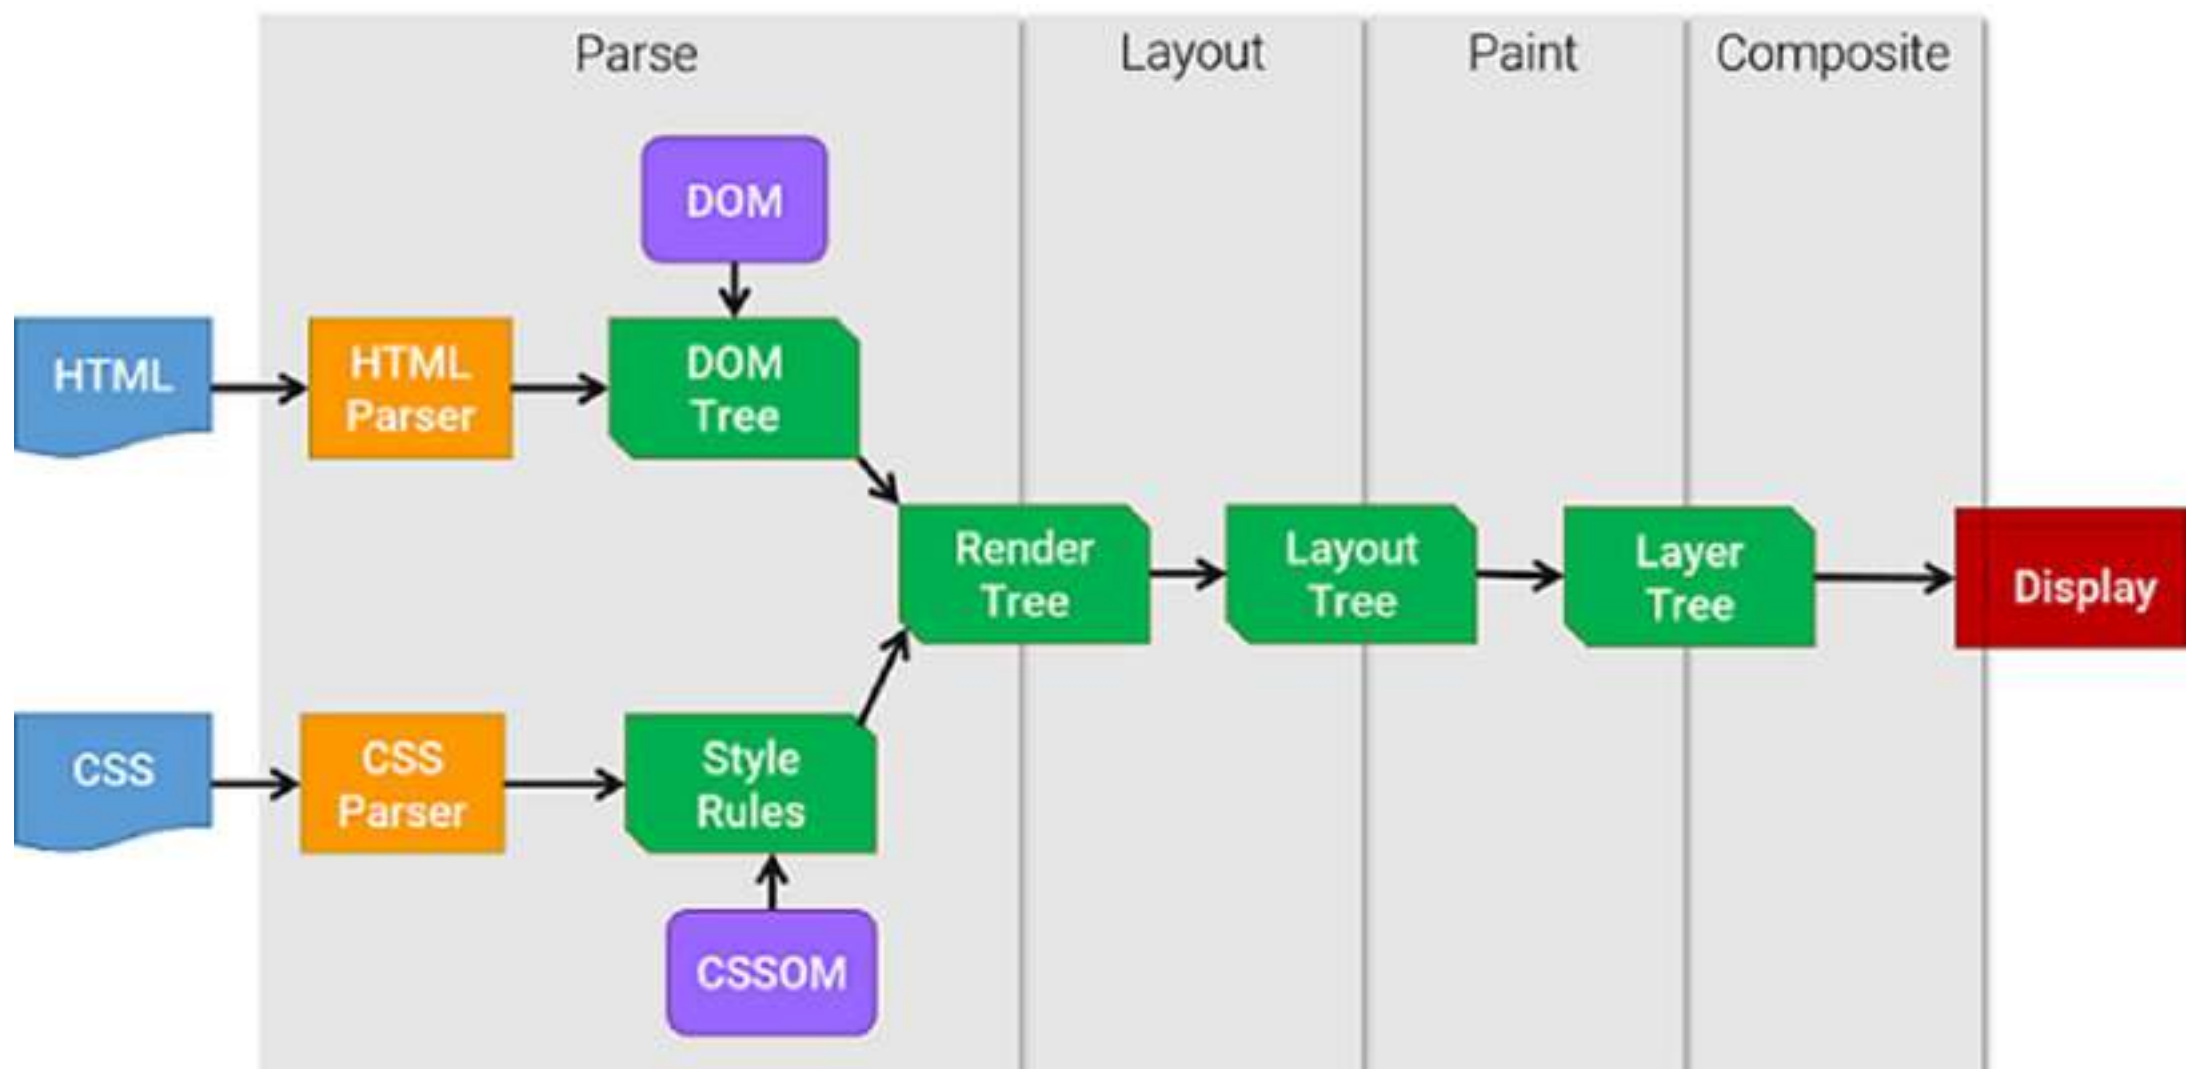 Parse
Layout
Paint
Composite
DOM
HTML
HTML
Parser
DOM
Tree
Render
Tree
Layout
Tree
Layer
Tree
Display
CSS
CSS
Parser
Style
Rules
CSSOM